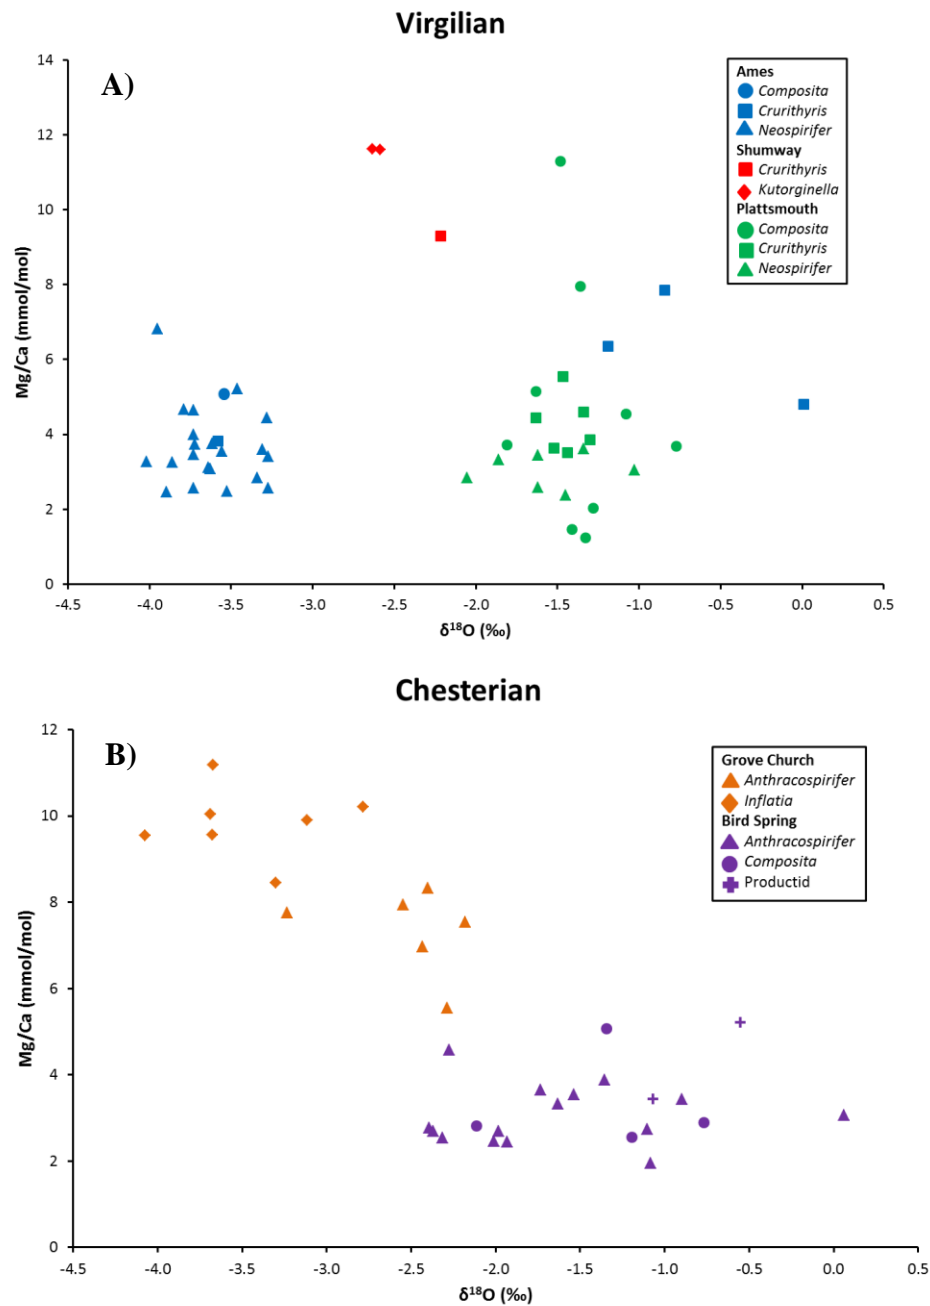 Virgilian
A)
14
12
10
8
6
4
2
0
Mg/Ca (mmol/mol)
-4.5 -4.0 -3.5 -3.0 -2.5 -2.0 -1.5 -1.0 -0.5 0.0 0.5
δ¹⁸O (‰)
Ames
Composita
Crurithyris
Neospirifer
Shumway
Crurithyris
Kutorginella
Plattsmouth
Composita
Crurithyris
Neospirifer
Chesterian
B)
12
10
8
6
4
2
0
Mg/Ca (mmol/mol)
-4.5 -4.0 -3.5 -3.0 -2.5 -2.0 -1.5 -1.0 -0.5 0.0 0.5
δ¹⁸O (‰)
Grove Church
Anthracospirifer
Inflatia
Bird Spring
Anthracospirifer
Composita
Productid